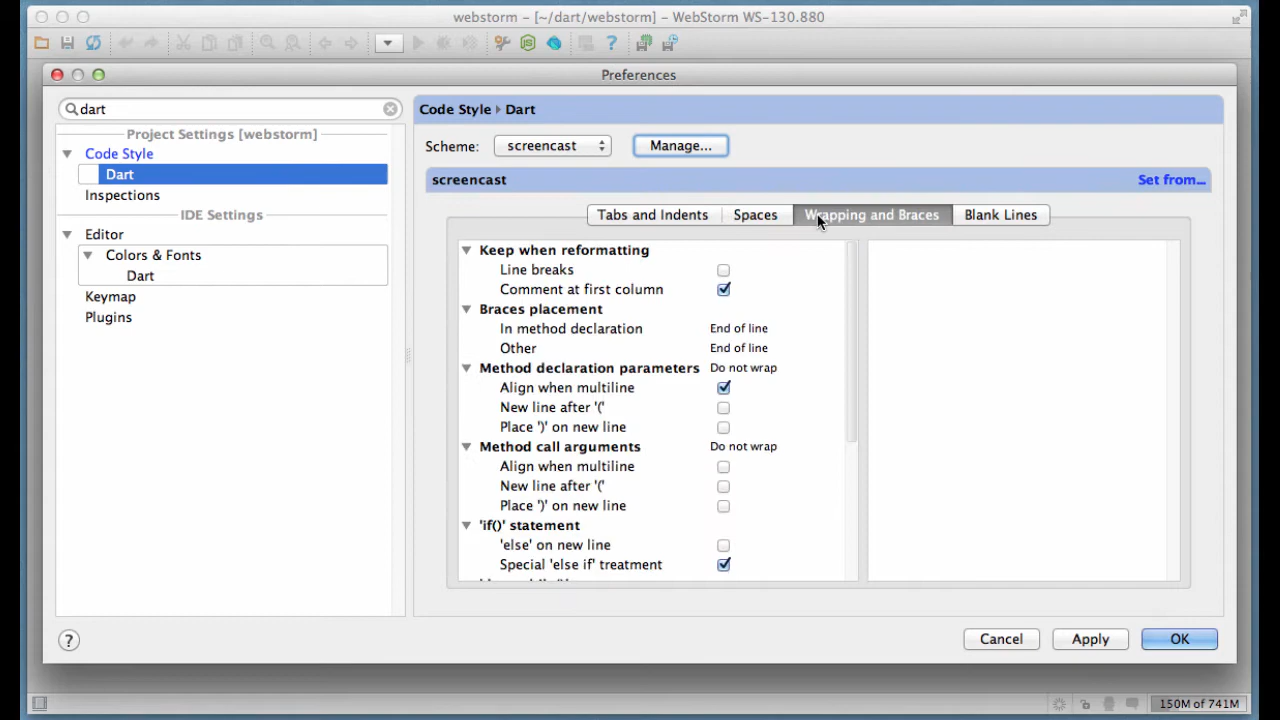 webstorm – [~/dart/webstorm] – WebStorm WS-130.880
Preferences
dart
Project Settings [webstorm]
Code Style
Dart
Inspections
IDE Settings
Editor
Colors & Fonts
Dart
Keymap
Plugins
Code Style ▸ Dart
Scheme: screencast Manage...
screencast Set from...
Tabs and Indents Spaces Wrapping and Braces Blank Lines
Keep when reformatting
Line breaks
Comment at first column
Braces placement
In method declaration End of line
Other End of line
Method declaration parameters Do not wrap
Align when multiline
New line after '('
Place ')' on new line
Method call arguments Do not wrap
Align when multiline
New line after '('
Place ')' on new line
'if()' statement
'else' on new line
Special 'else if' treatment
? Cancel Apply OK
150M of 741M